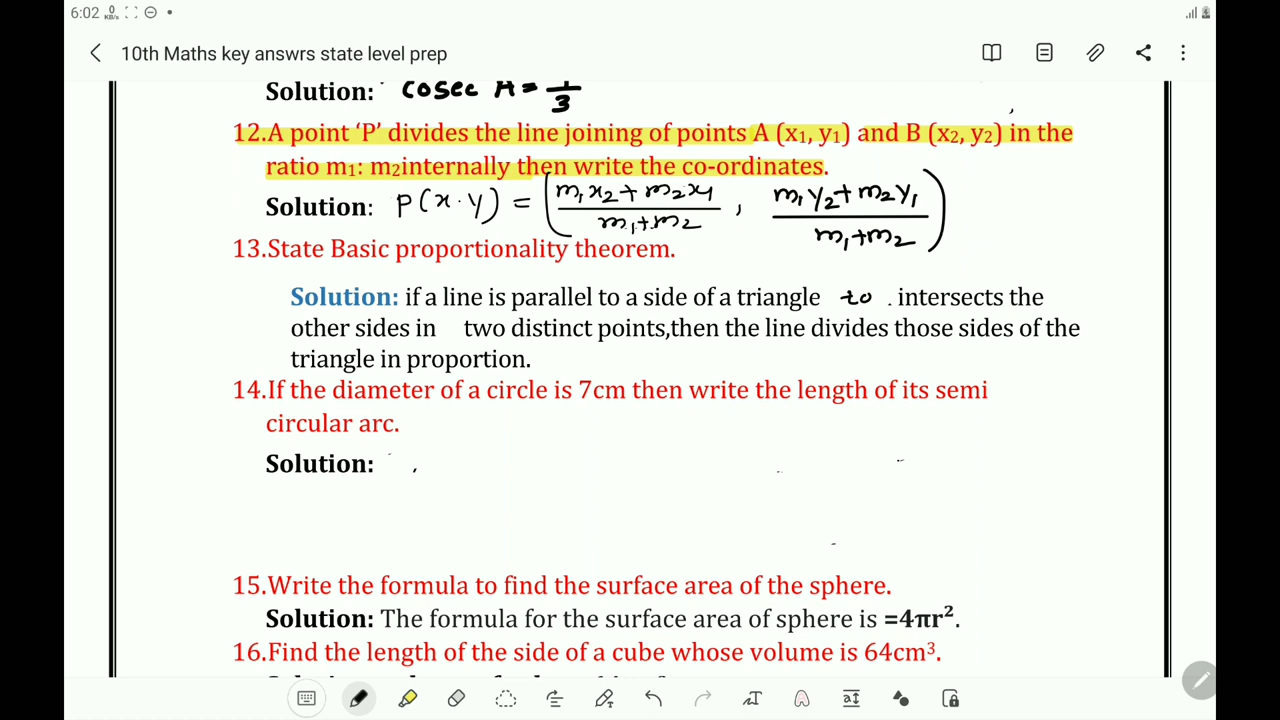 6:02 0 KB/s
10th Maths key answrs state level prep
Solution: cosec A = 1/3
12.A point ‘P’ divides the line joining of points A (x₁, y₁) and B (x₂, y₂) in the
ratio m₁: m₂internally then write the co-ordinates.
Solution: P(x·y) = (m₁x₂+m₂x₁/m₁+m₂ , m₁y₂+m₂y₁/m₁+m₂)
13.State Basic proportionality theorem.
Solution: if a line is parallel to a side of a triangle to . intersects the
other sides in two distinct points,then the line divides those sides of the
triangle in proportion.
14.If the diameter of a circle is 7cm then write the length of its semi
circular arc.
Solution:
15.Write the formula to find the surface area of the sphere.
Solution: The formula for the surface area of sphere is =4πr².
16.Find the length of the side of a cube whose volume is 64cm³.